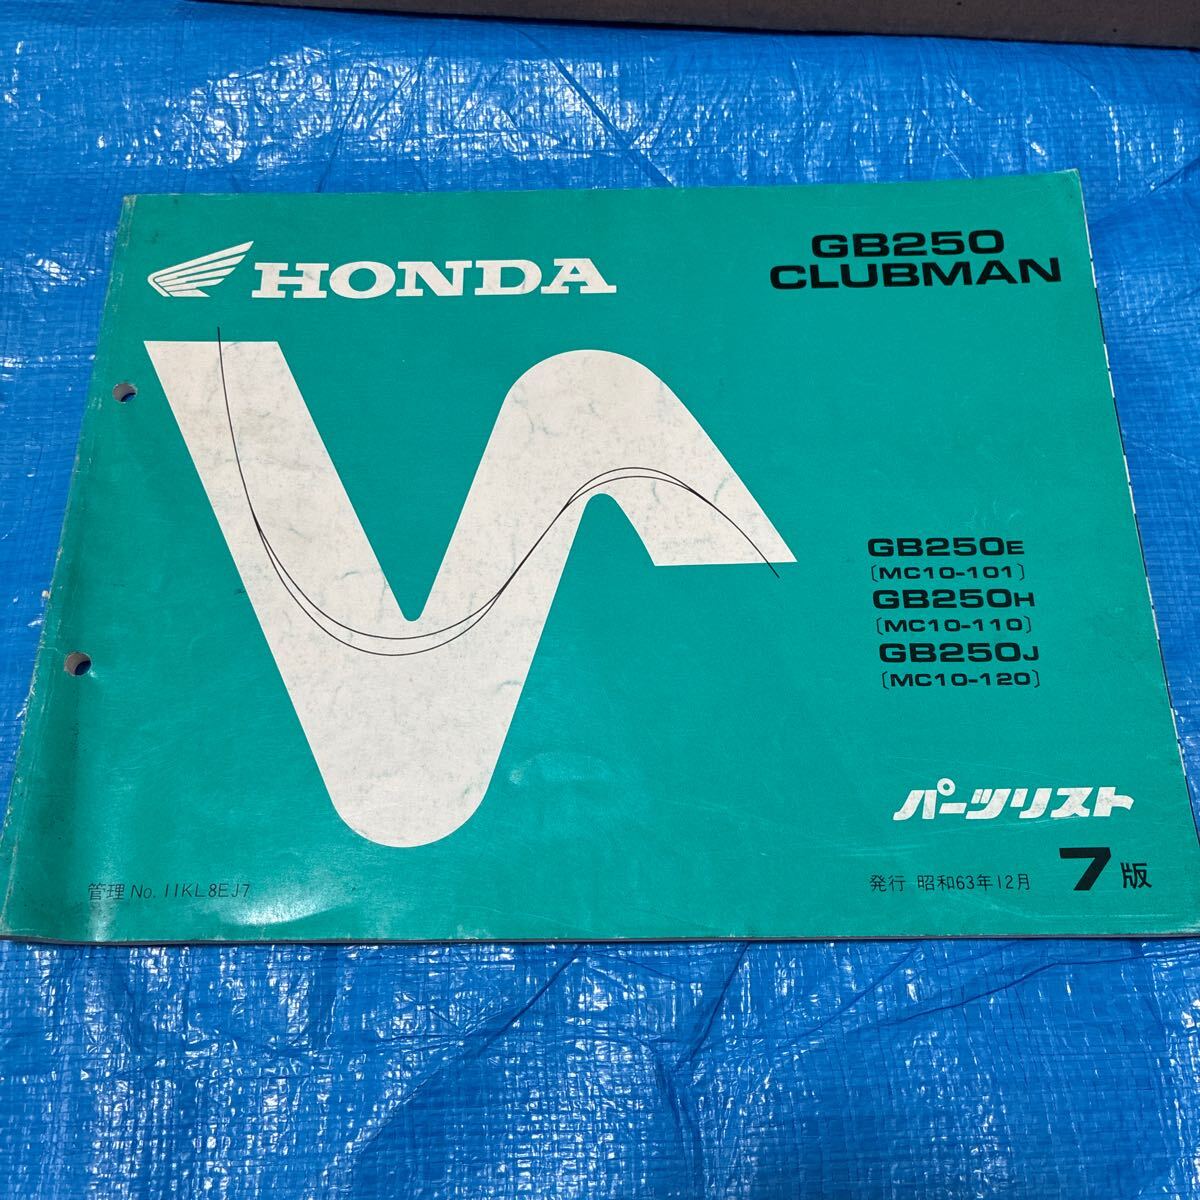 HONDA
GB250
CLUBMAN
GB250E
〔MC10-101〕
GB250H
〔MC10-110〕
GB250J
〔MC10-120〕
パーツリスト
管理 No. 11KL8EJ7
発行 昭和63年12月 7版